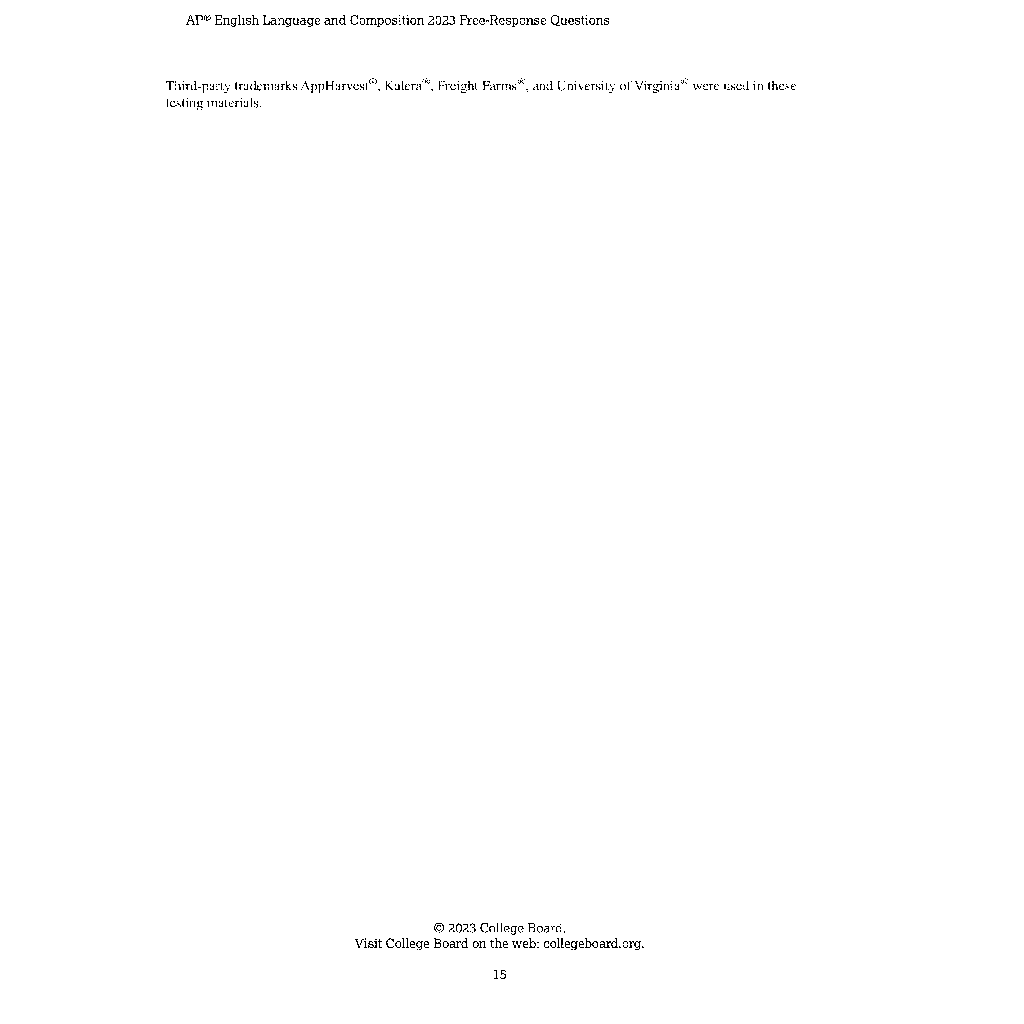 AP® English Language and Composition 2023 Free-Response Questions
Third-party trademarks AppHarvest®, Kalera®, Freight Farms®, and University of Virginia® were used in these
testing materials.
© 2023 College Board.
Visit College Board on the web: collegeboard.org.
15